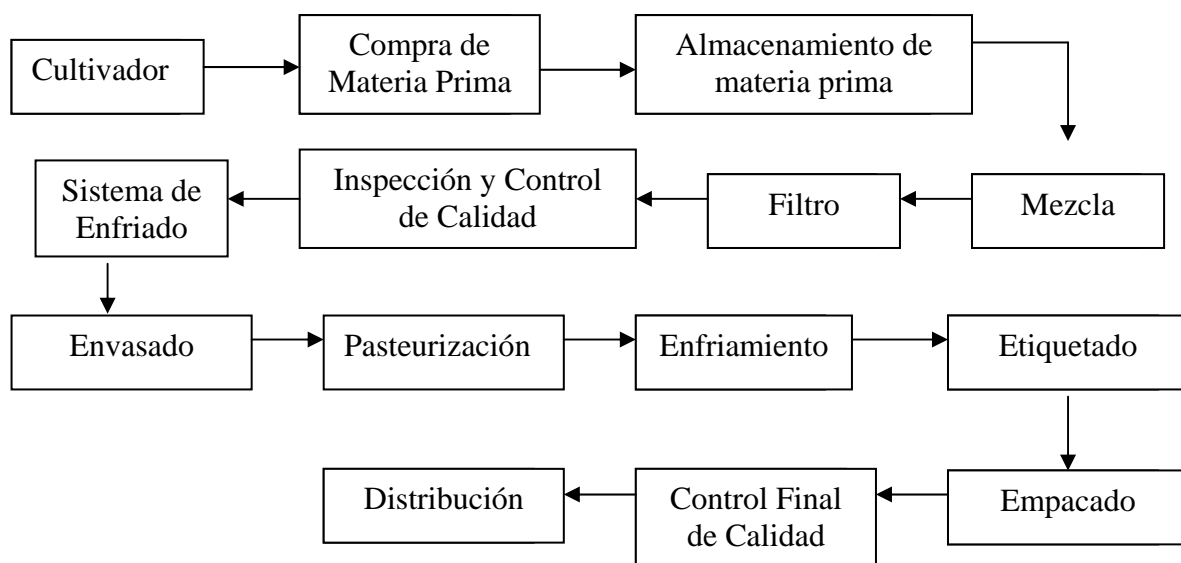 Cultivador
Compra de
Materia Prima
Almacenamiento de
materia prima
Mezcla
Filtro
Inspección y Control
de Calidad
Sistema de
Enfriado
Envasado
Pasteurización
Enfriamiento
Etiquetado
Empacado
Control Final
de Calidad
Distribución